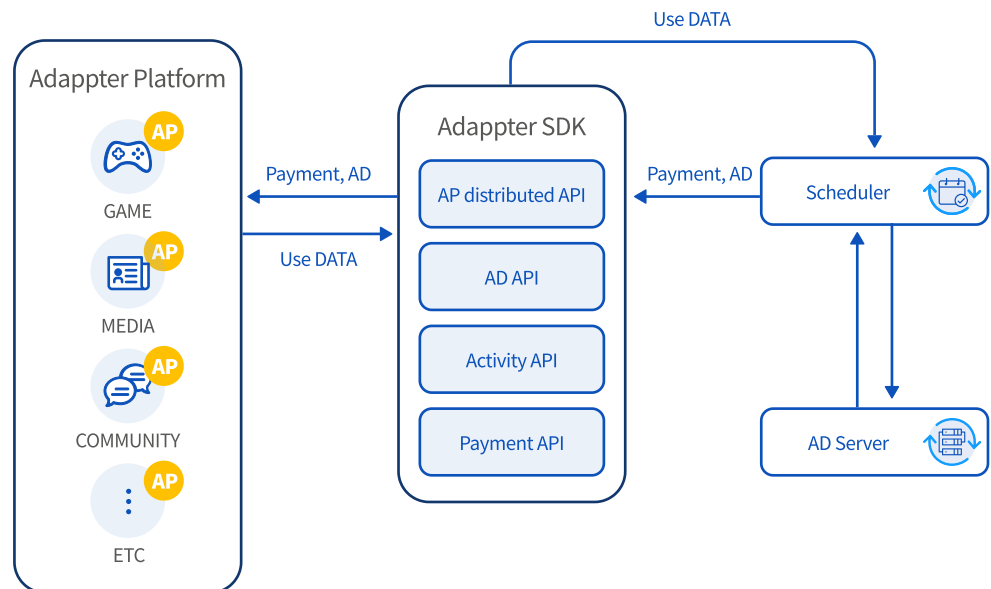 Use DATA
Adappter Platform
AP
GAME
AP
MEDIA
AP
COMMUNITY
AP
ETC
Payment, AD
Use DATA
Adappter SDK
AP distributed API
AD API
Activity API
Payment API
Payment, AD
Scheduler
AD Server